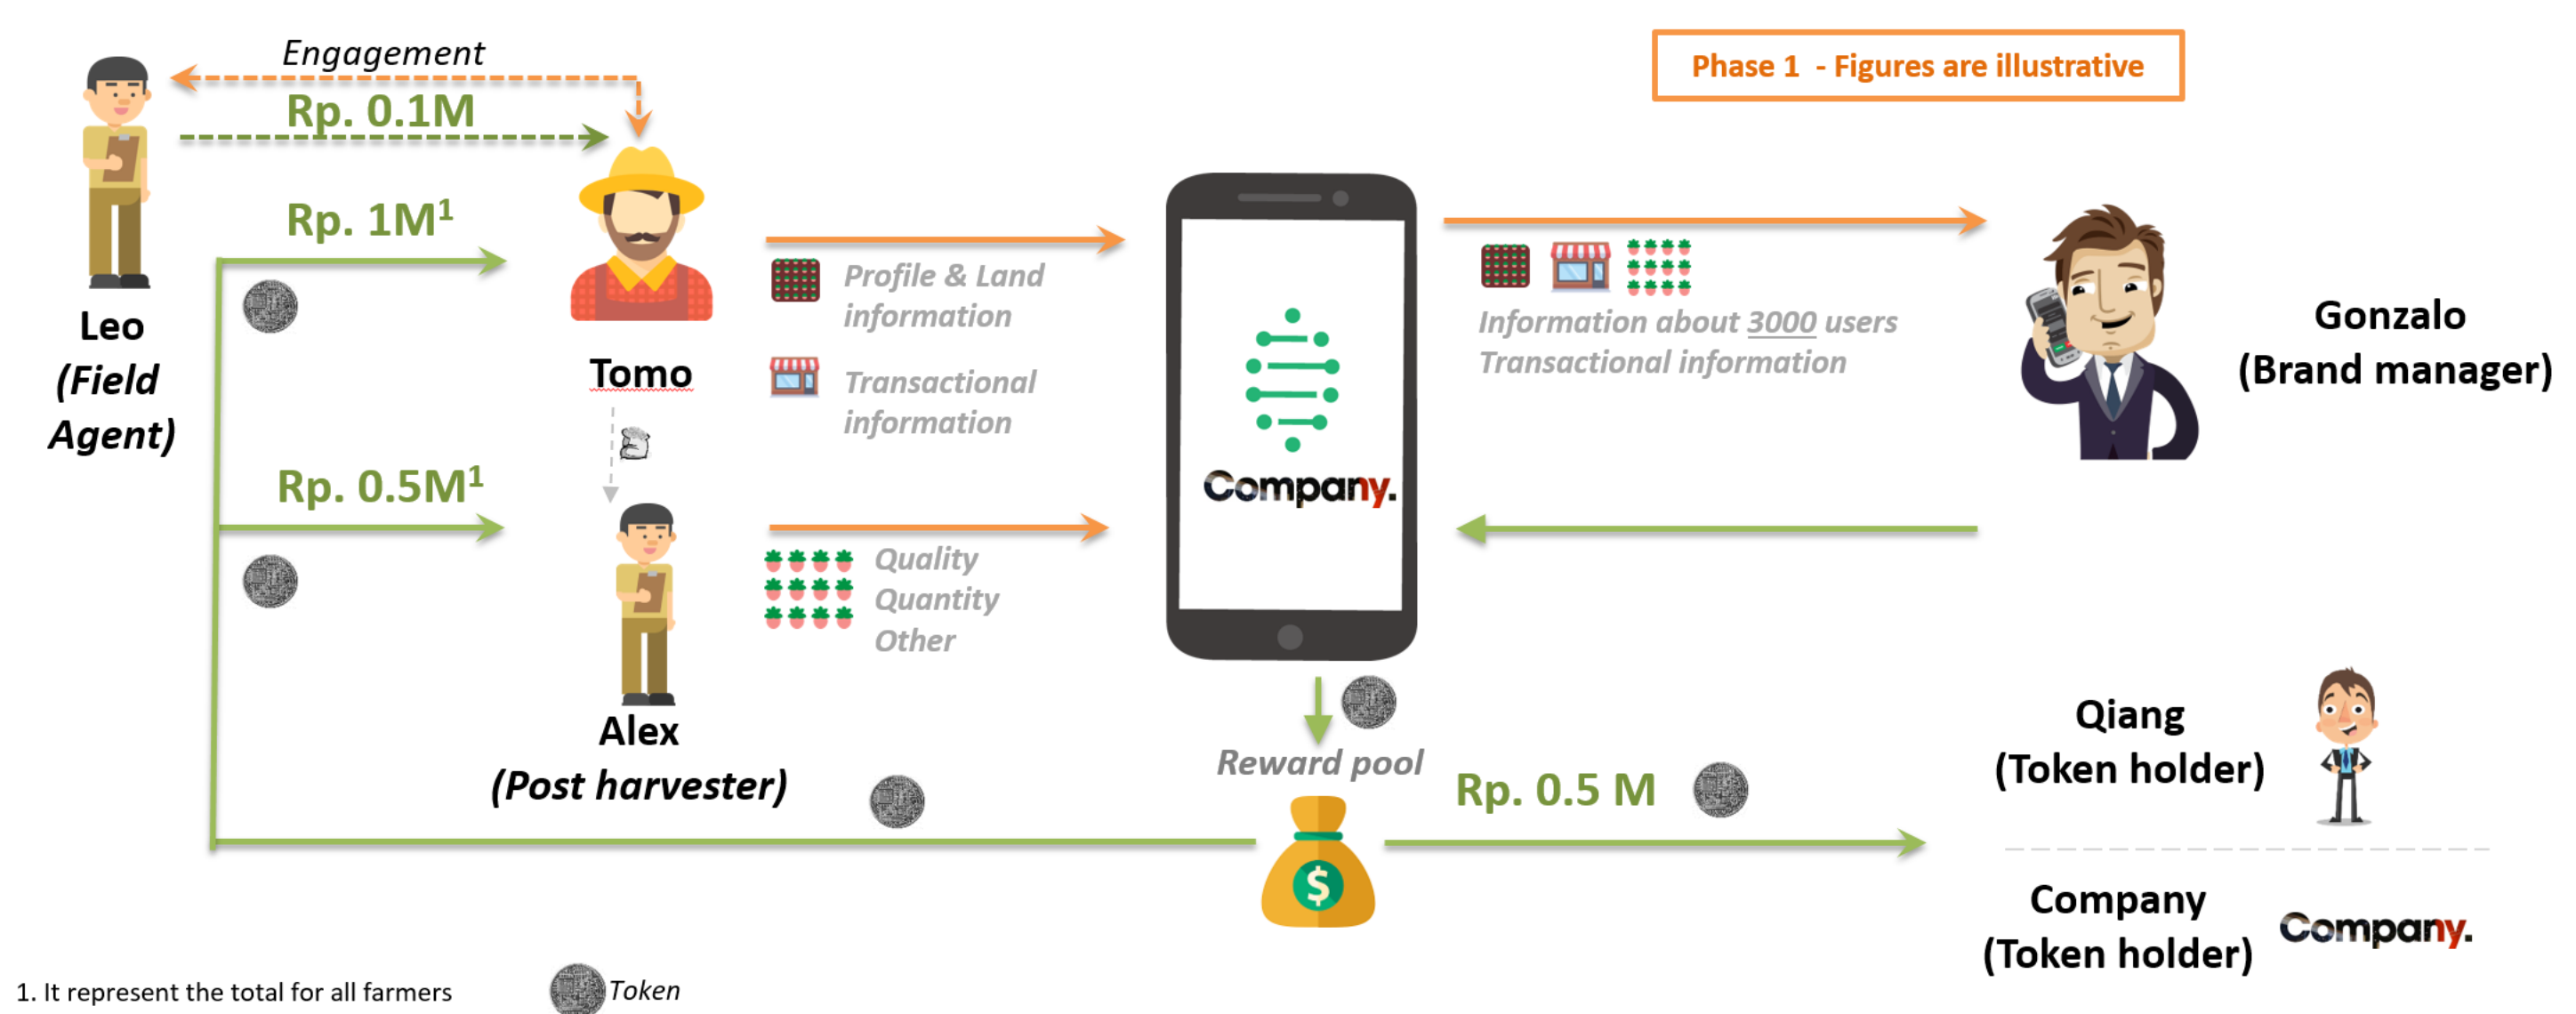 Engagement
Rp. 0.1M
Phase 1 - Figures are illustrative
Rp. 1M¹
Leo
(Field
Agent)
Tomo
Profile & Land
information
Transactional
information
Rp. 0.5M¹
Alex
(Post harvester)
Quality
Quantity
Other
Company.
Information about 3000 users
Transactional information
Gonzalo
(Brand manager)
Reward pool
$
Rp. 0.5 M
Qiang
(Token holder)
Company
(Token holder)
Company.
1. It represent the total for all farmers
Token